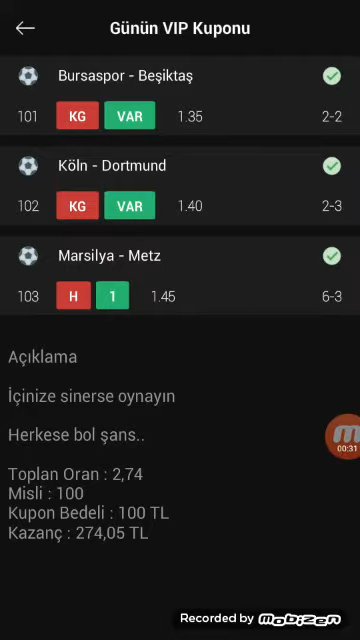 Günün VIP Kuponu
Bursaspor - Beşiktaş
101 KG VAR 1.35 2-2
Köln - Dortmund
102 KG VAR 1.40 2-3
Marsilya - Metz
103 H 1 1.45 6-3
Açıklama
İçinize sinerse oynayın
Herkese bol şans..
Toplan Oran : 2,74
Misli : 100
Kupon Bedeli : 100 TL
Kazanç : 274,05 TL
00:31
Recorded by mobizen